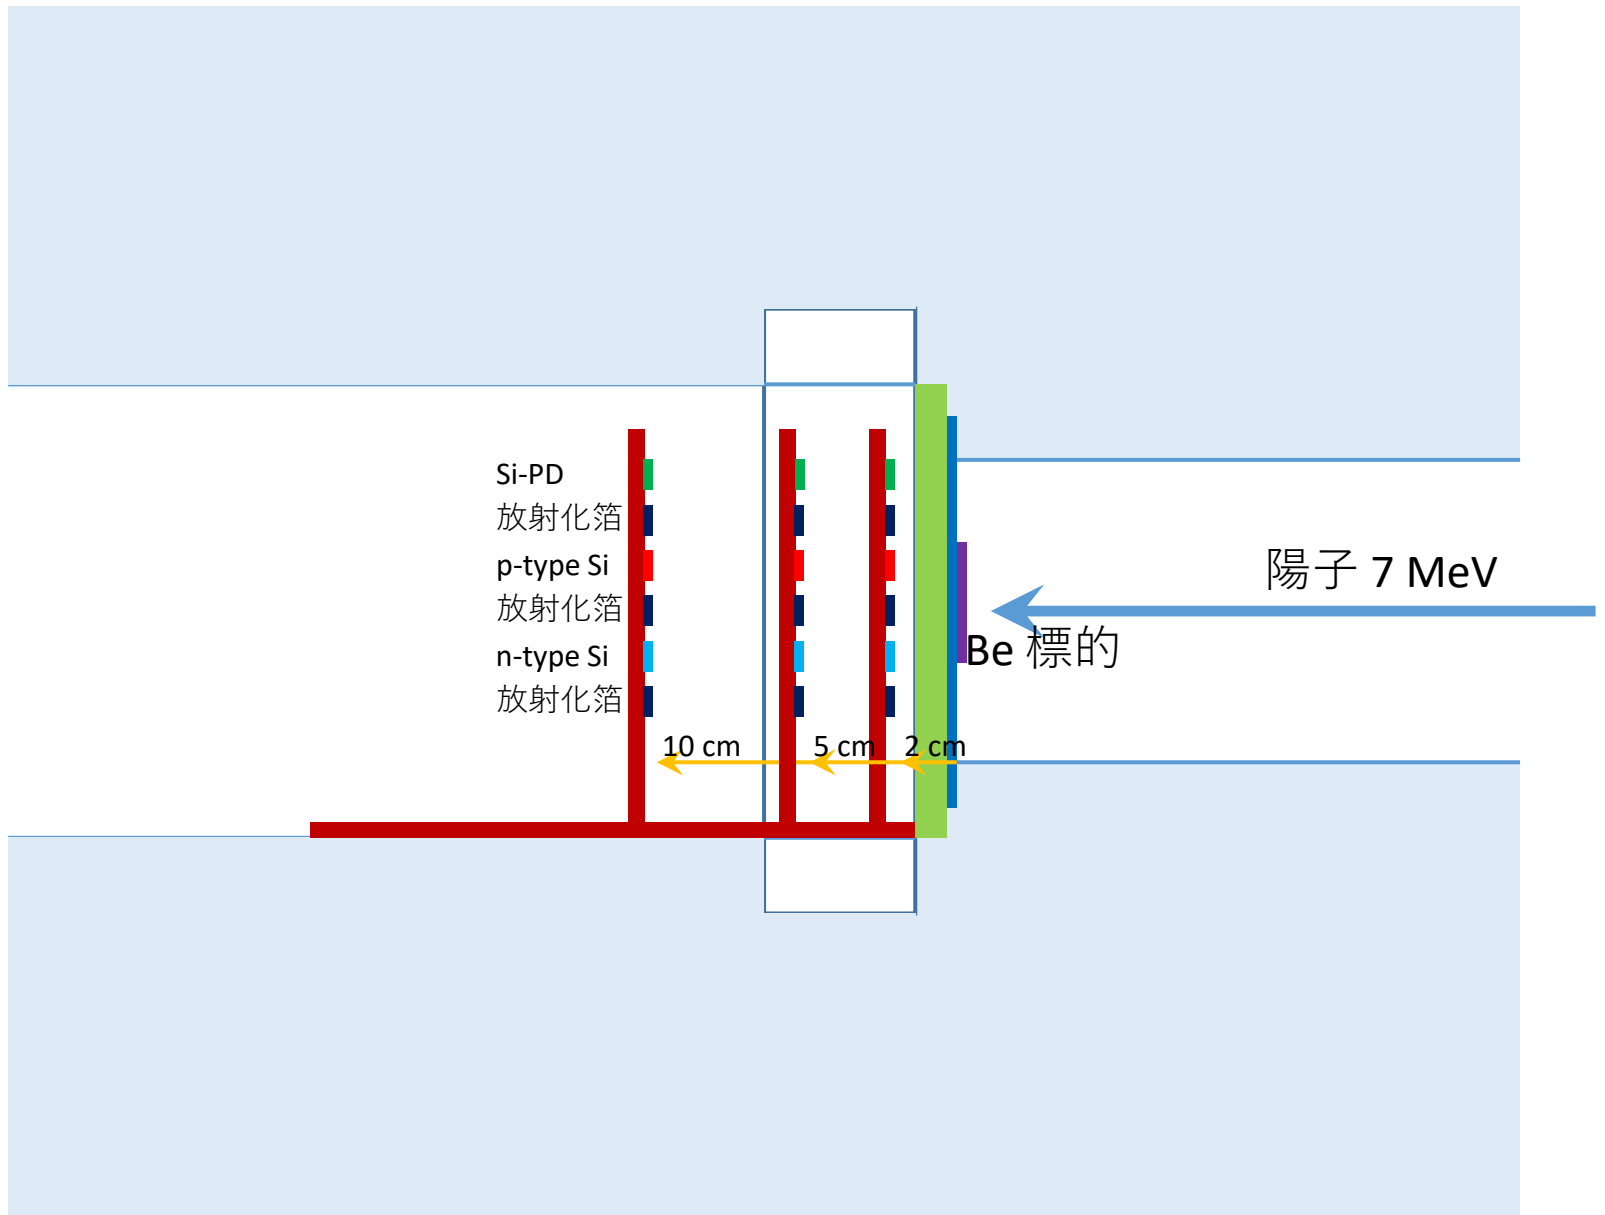 Si-PD
放射化箔
p-type Si
放射化箔
n-type Si
放射化箔
10 cm
5 cm
2 cm
陽子 7 MeV
Be 標的